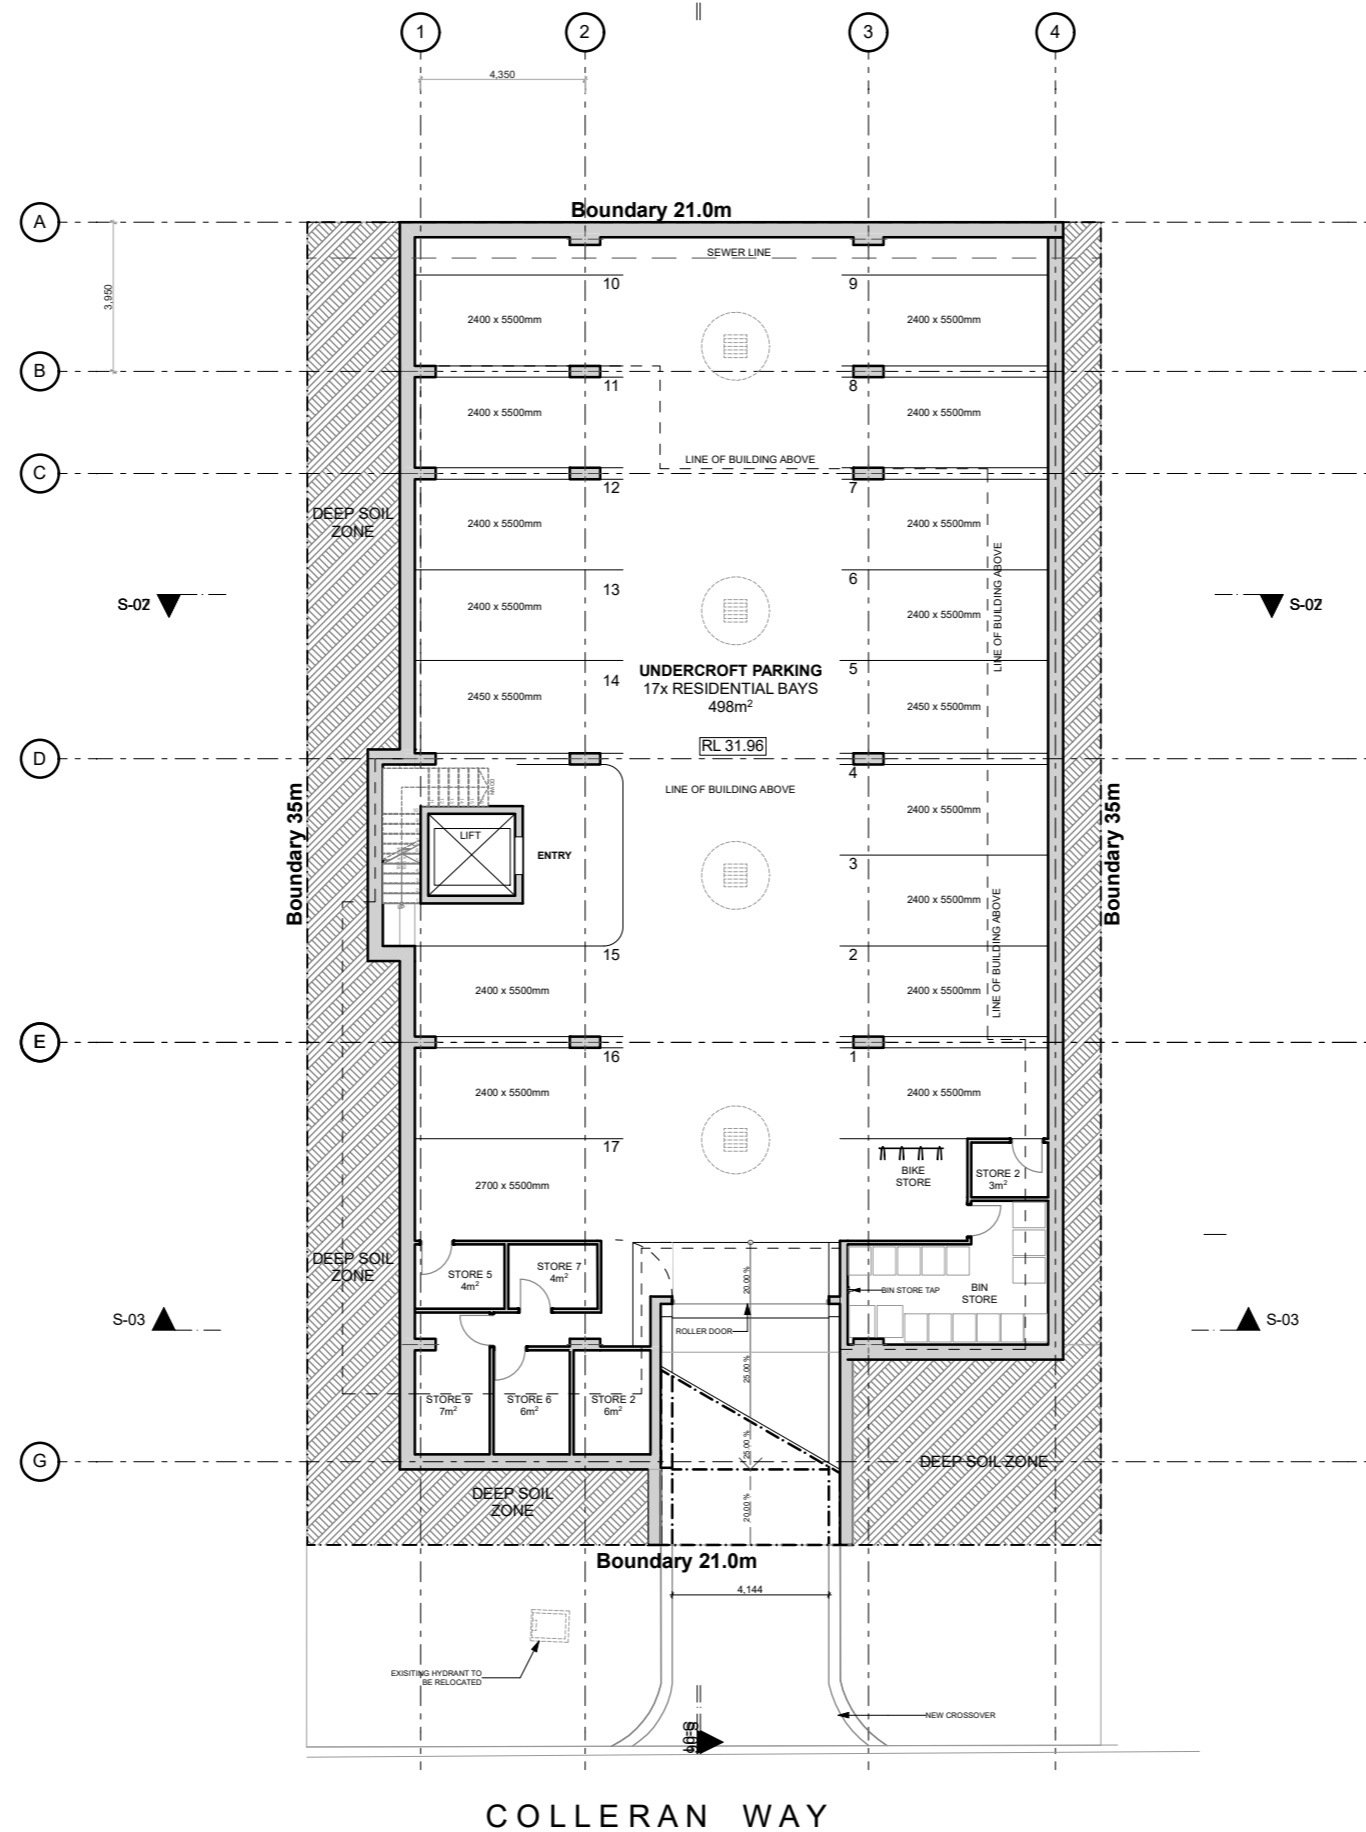 1
2
3
4
4,350
A
Boundary 21.0m
SEWER LINE
3,950
10
9
2400 x 5500mm
2400 x 5500mm
B
11
8
2400 x 5500mm
2400 x 5500mm
LINE OF BUILDING ABOVE
C
12
7
DEEP SOIL
ZONE
2400 x 5500mm
2400 x 5500mm
LINE OF BUILDING ABOVE
13
6
S-02
S-02
2400 x 5500mm
2400 x 5500mm
14
5
UNDERCROFT PARKING
17x RESIDENTIAL BAYS
498m²
2450 x 5500mm
2450 x 5500mm
RL 31.96
D
4
LINE OF BUILDING ABOVE
2400 x 5500mm
LIFT
ENTRY
Boundary 35m
Boundary 35m
3
2400 x 5500mm
LINE OF BUILDING ABOVE
15
2
2400 x 5500mm
2400 x 5500mm
E
16
1
2400 x 5500mm
2400 x 5500mm
17
2700 x 5500mm
BIKE
STORE
STORE 2
3m²
DEEP SOIL
ZONE
STORE 5
4m²
STORE 7
4m²
20.00 %
BIN STORE TAP
BIN
STORE
S-03
S-03
ROLLER DOOR
25.00 %
STORE 9
7m²
STORE 6
6m²
STORE 2
6m²
25.00 %
G
DEEP SOIL ZONE
DEEP SOIL
ZONE
20.00 %
Boundary 21.0m
4,144
EXISITING HYDRANT TO
BE RELOCATED
NEW CROSSOVER
COLLERAN WAY